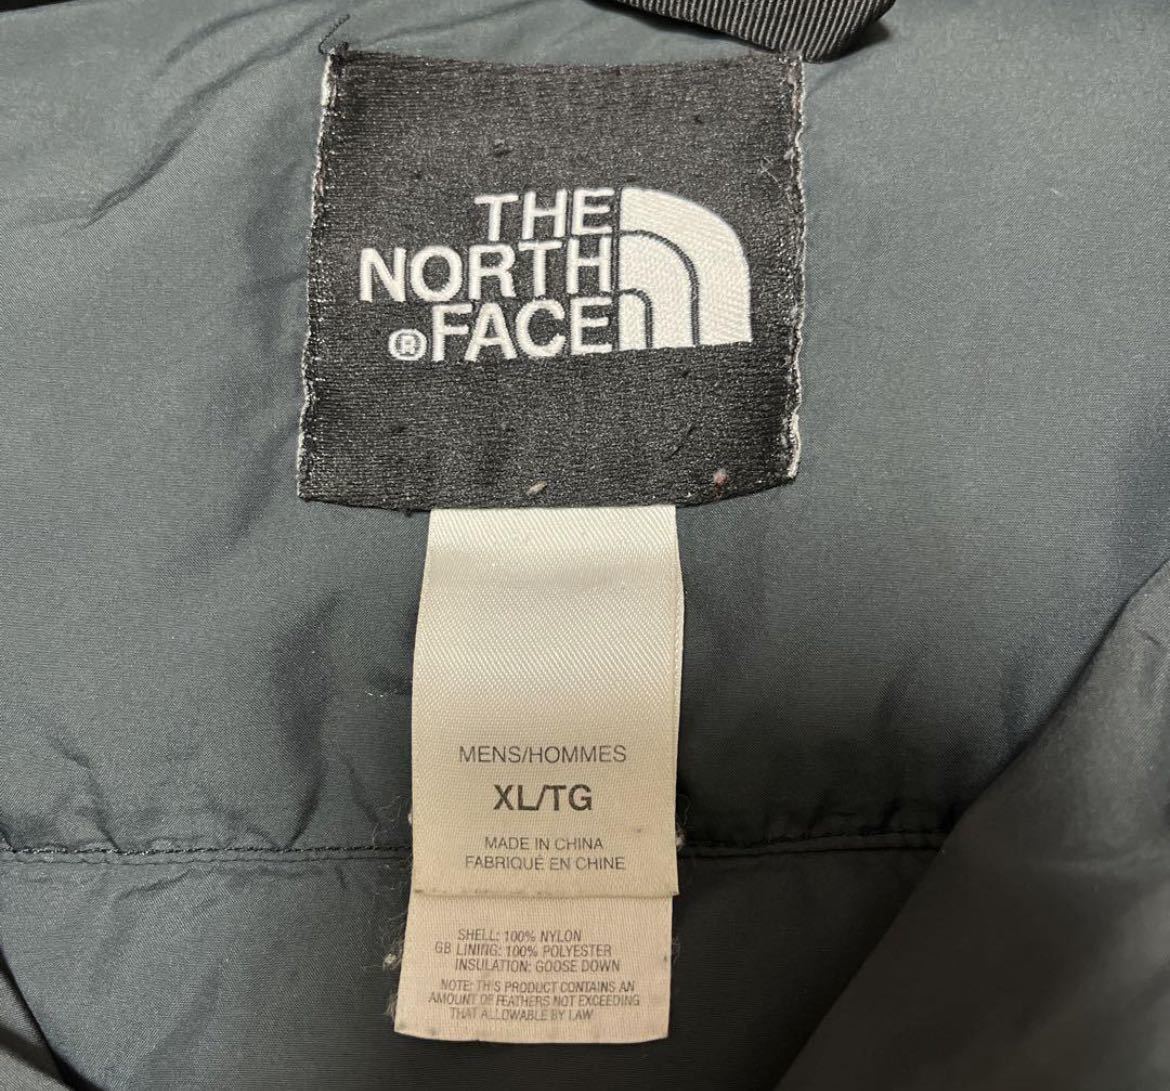 THE
NORTH
®FACE
MENS/HOMMES
XL/TG
MADE IN CHINA
FABRIQUÉ EN CHINE
SHELL: 100% NYLON
GB LINING: 100% POLYESTER
INSULATION: GOOSE DOWN
NOTE: THIS PRODUCT CONTAINS AN
AMOUNT OF FEATHERS NOT EXCEEDING
THAT ALLOWABLE BY LAW